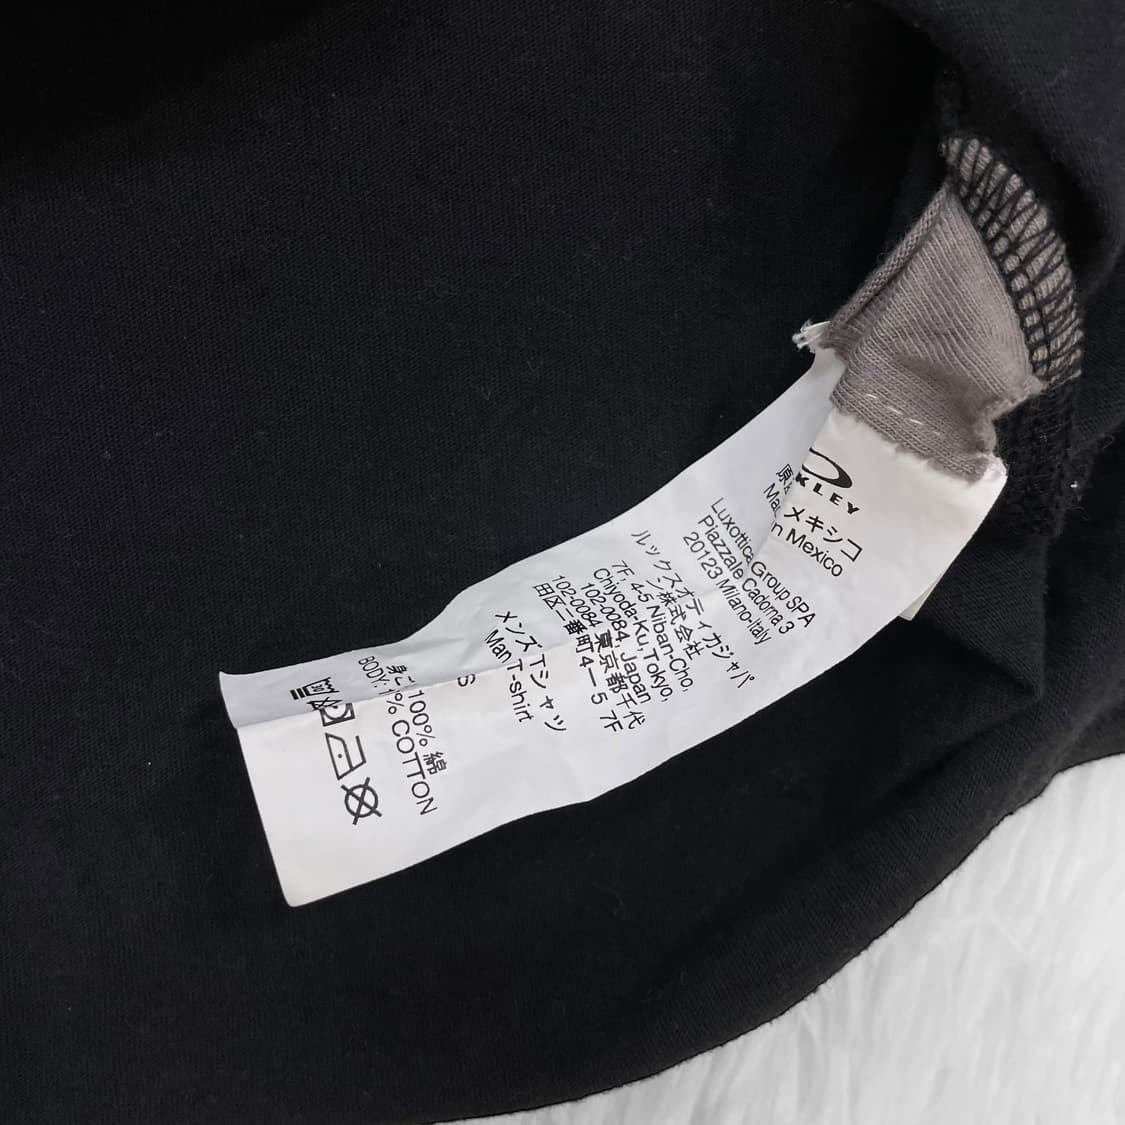 KLEY
メキシコ
n Mexico
Luxottica Group SPA
Piazzale Cadorna 3
20123 Milano-Italy
ルックスオティカジャパ
ン株式会社
7F, 4-5 Niban-Cho,
Chiyoda-Ku,Tokyo,
102-0084, Japan
102-0084 東京都千代
田区二番町4ー5 7F
メンズ Tシャツ
Man T-shirt
S
100% 綿
BODY: % COTTON